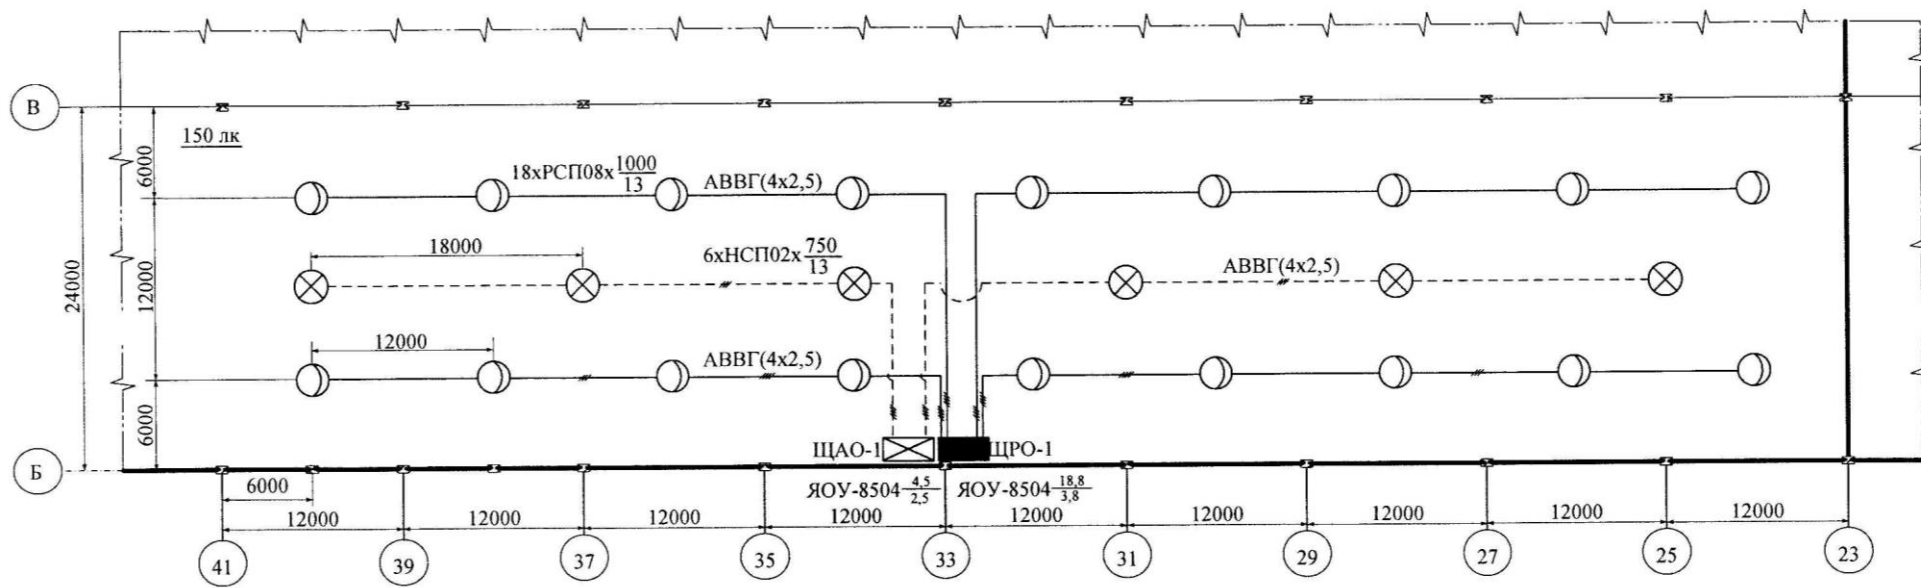 В
150 лк
6000
18хРСП08х 1000/13
АВВГ(4х2,5)
18000
6хНСП02х 750/13
АВВГ(4х2,5)
24000
12000
12000
АВВГ(4х2,5)
6000
ЩАО-1
ЩРО-1
Б
6000
ЯОУ-8504 4,5/2,5
ЯОУ-8504 18,8/3,8
12000
12000
12000
12000
12000
12000
12000
12000
12000
41
39
37
35
33
31
29
27
25
23